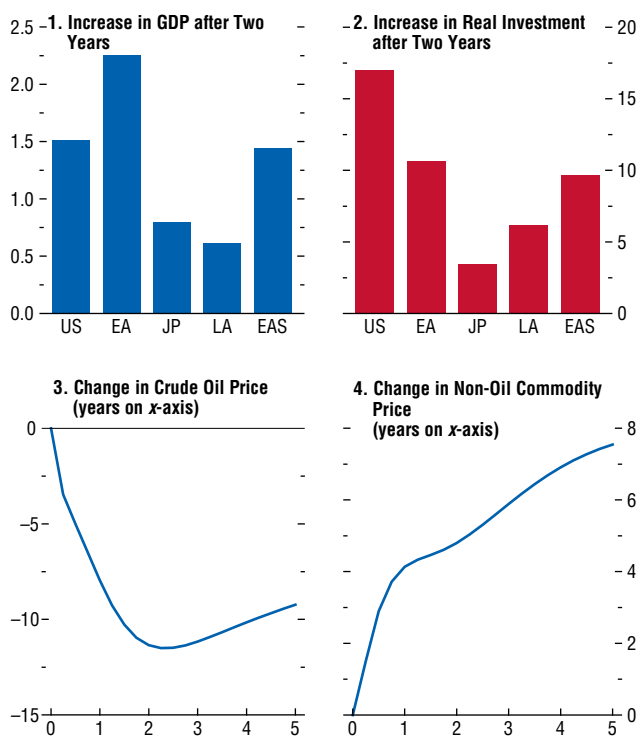 1. Increase in GDP after Two
Years
2.5
2.0
1.5
1.0
0.5
0.0
US EA JP LA EAS
2. Increase in Real Investment
after Two Years
20
15
10
5
0
US EA JP LA EAS
3. Change in Crude Oil Price
(years on x-axis)
0
–5
–10
–15
0 1 2 3 4 5
4. Change in Non-Oil Commodity
Price
(years on x-axis)
8
6
4
2
0
0 1 2 3 4 5